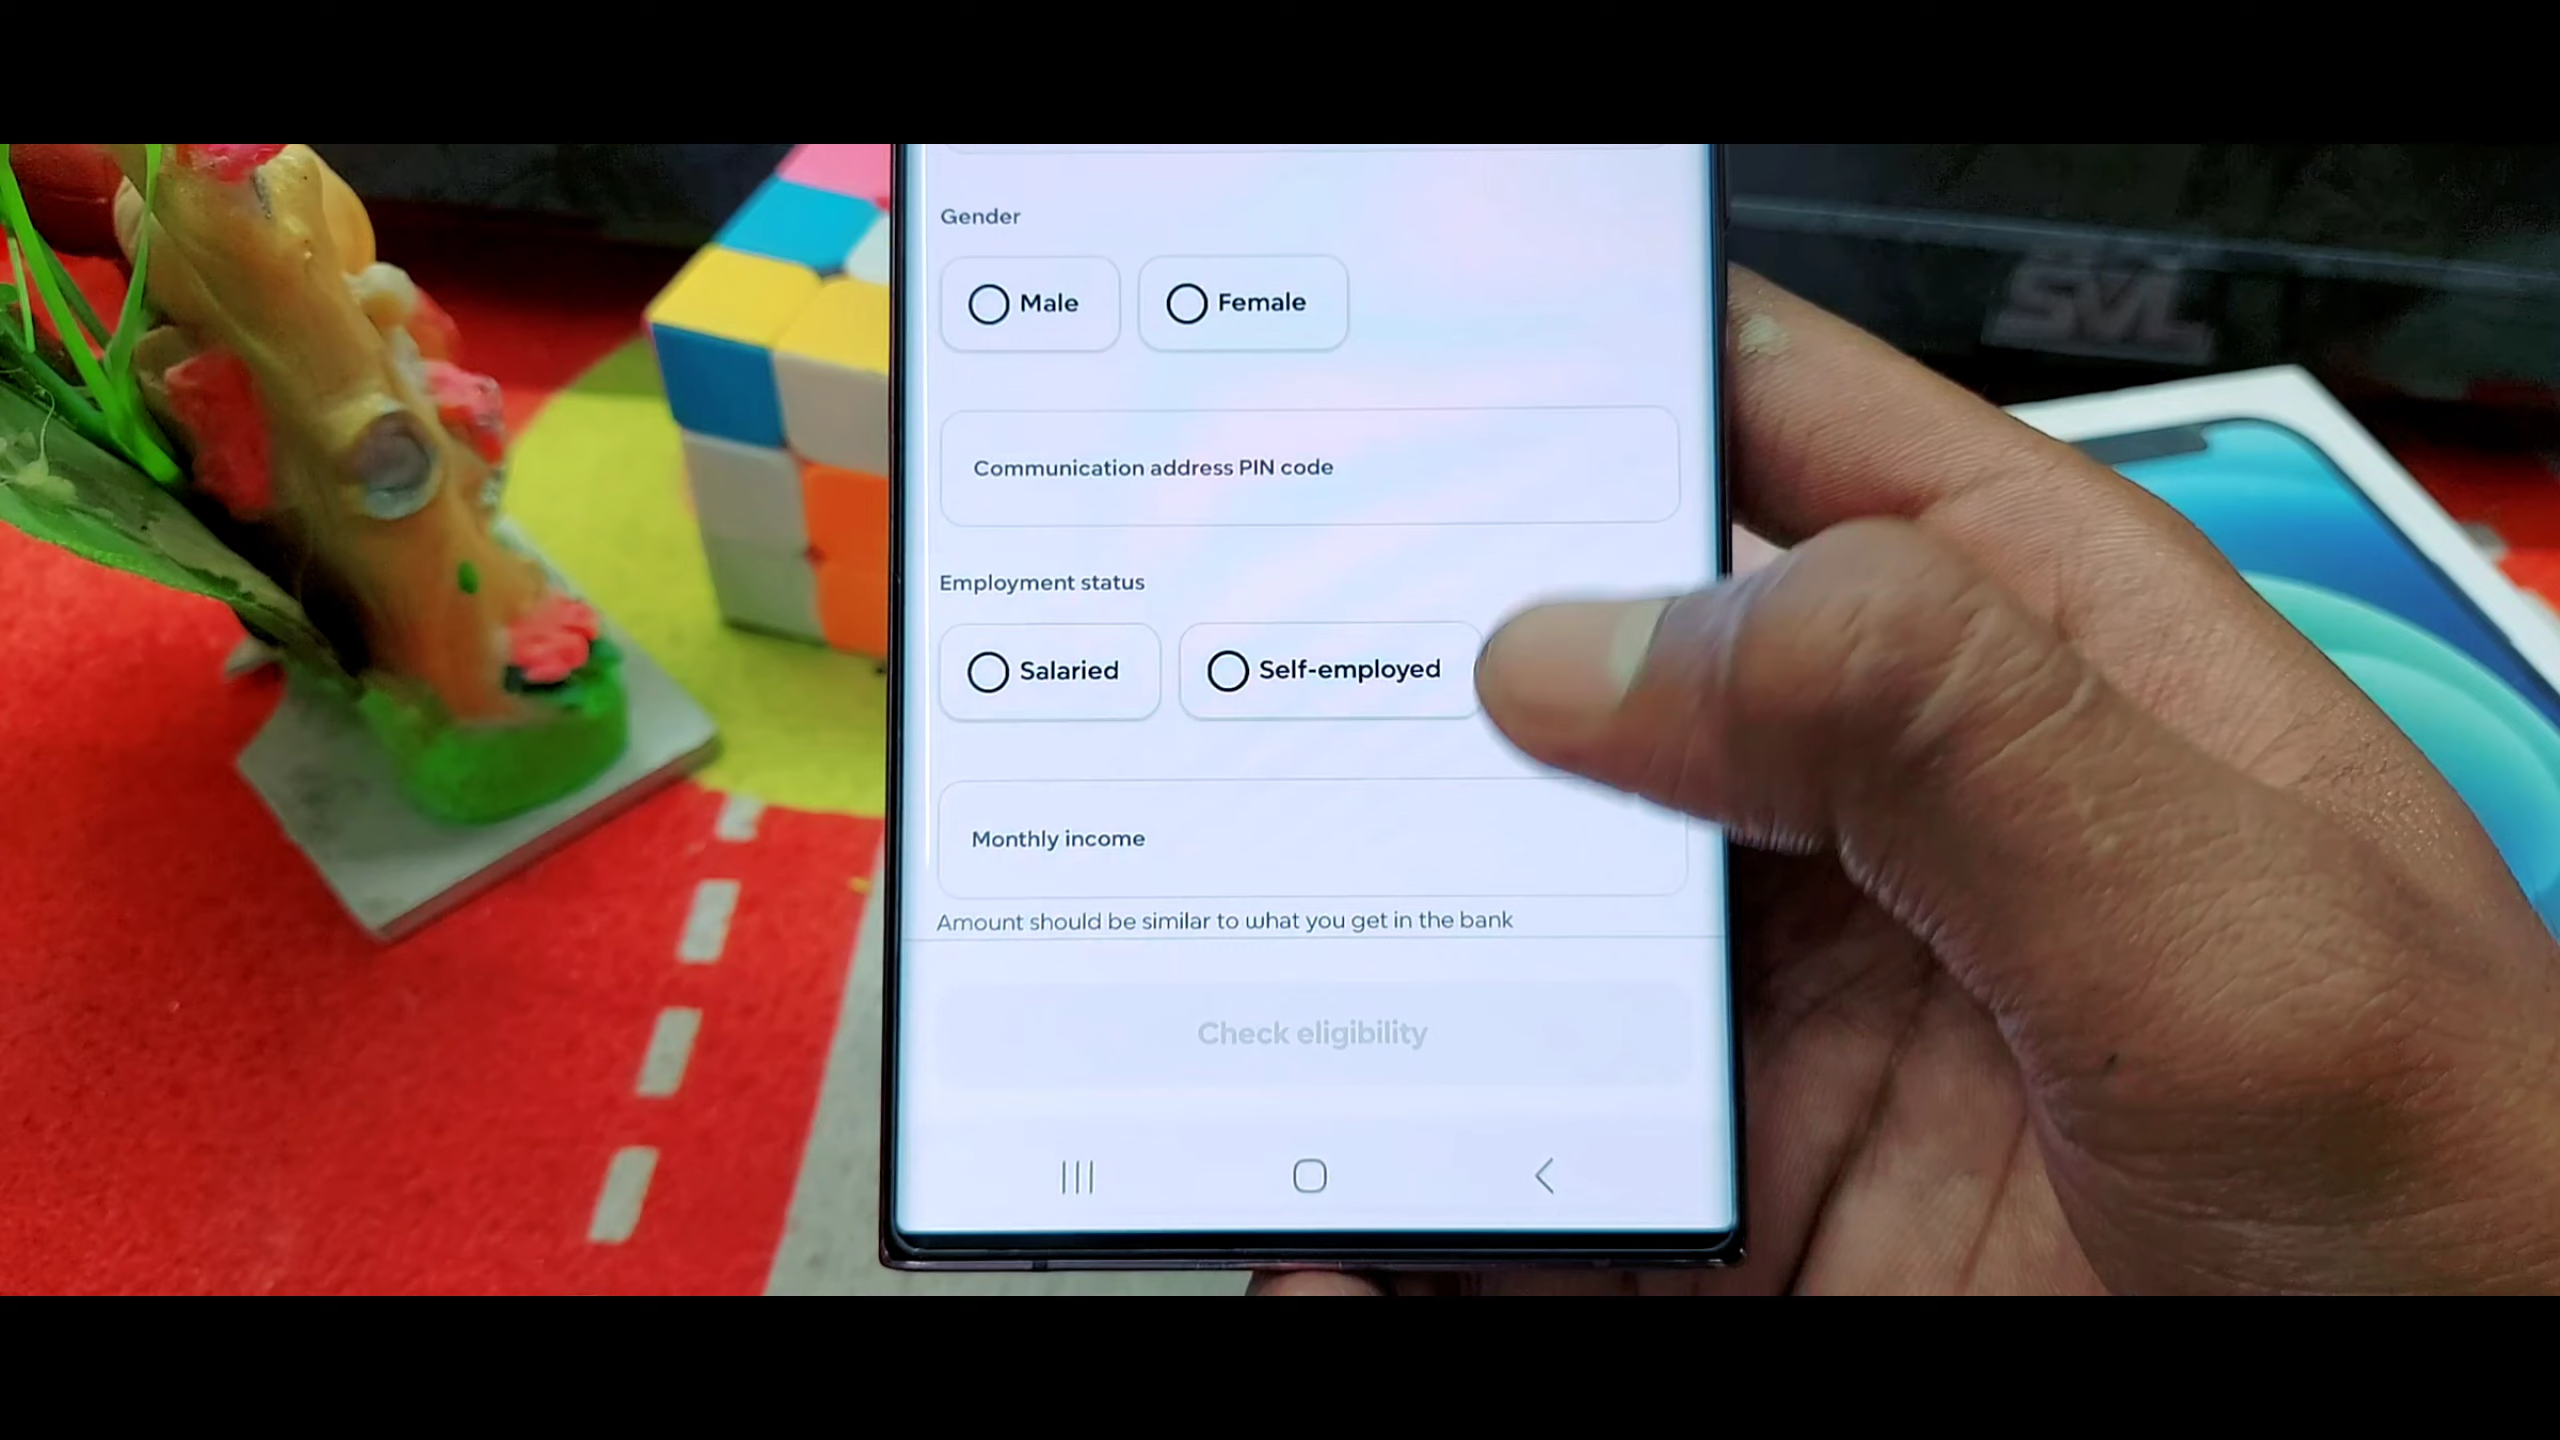 Gender
Male
Female
Communication address PIN code
Employment status
Salaried
Self-employed
Monthly income
Amount should be similar to what you get in the bank
Check eligibility
SVL